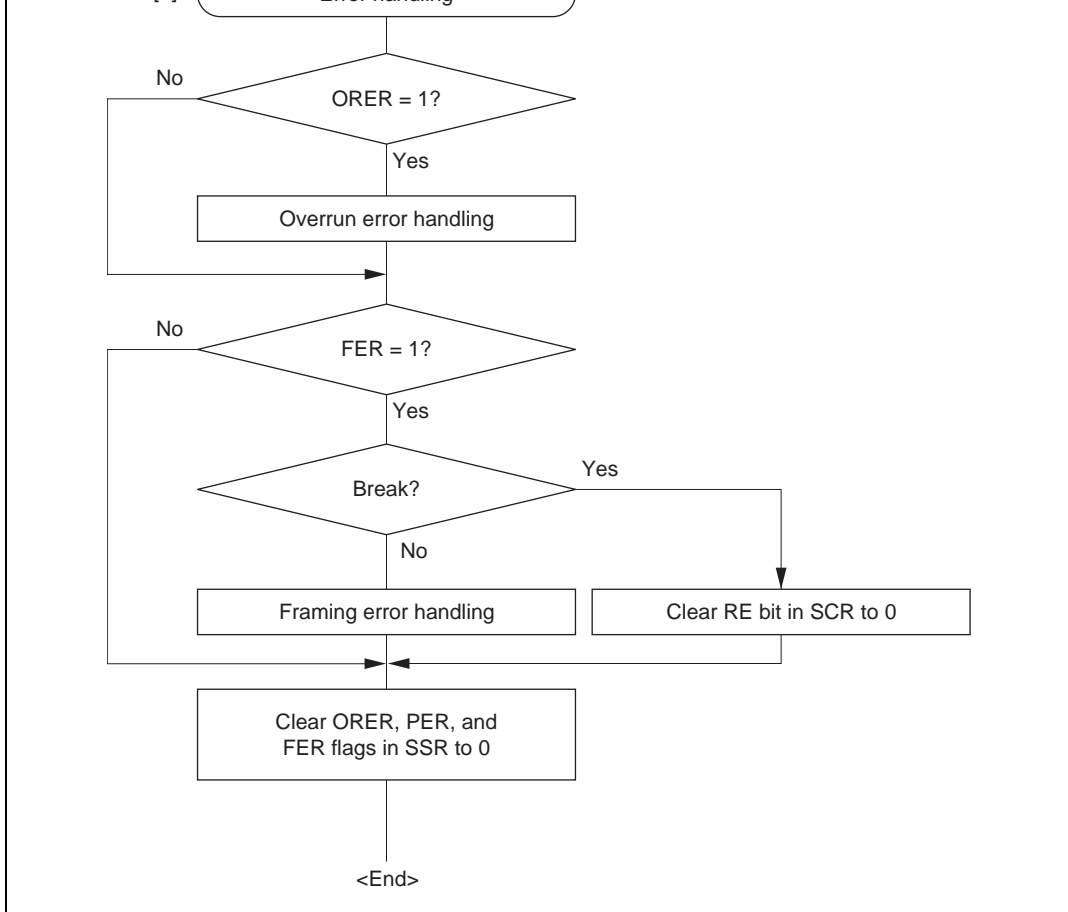 Error handling
No
ORER = 1?
Yes
Overrun error handling
No
FER = 1?
Yes
Yes
Break?
No
Framing error handling
Clear RE bit in SCR to 0
Clear ORER, PER, and
FER flags in SSR to 0
<End>